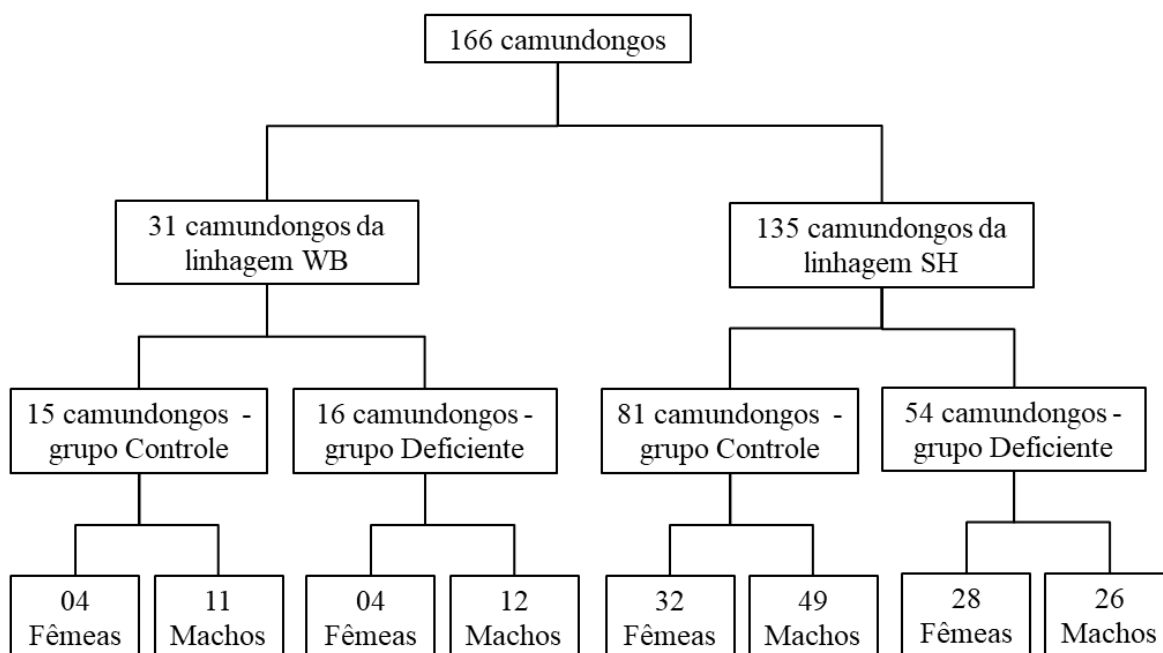 166 camundongos
31 camundongos da
linhagem WB
135 camundongos da
linhagem SH
15 camundongos -
grupo Controle
16 camundongos -
grupo Deficiente
81 camundongos -
grupo Controle
54 camundongos -
grupo Deficiente
04
Fêmeas
11
Machos
04
Fêmeas
12
Machos
32
Fêmeas
49
Machos
28
Fêmeas
26
Machos